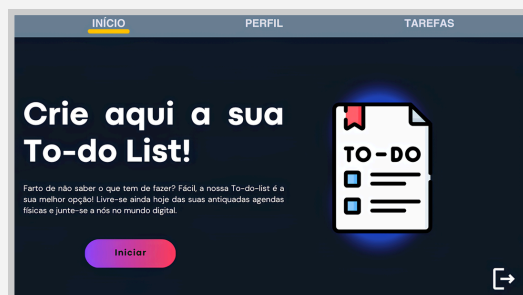 INÍCIO PERFIL TAREFAS
Crie aqui a sua
To-do List!
Farto de não saber o que tem de fazer? Fácil, a nossa To-do-list é a
sua melhor opção! Livre-se ainda hoje das suas antiquadas agendas
físicas e junte-se a nós no mundo digital.
Iniciar
TO-DO